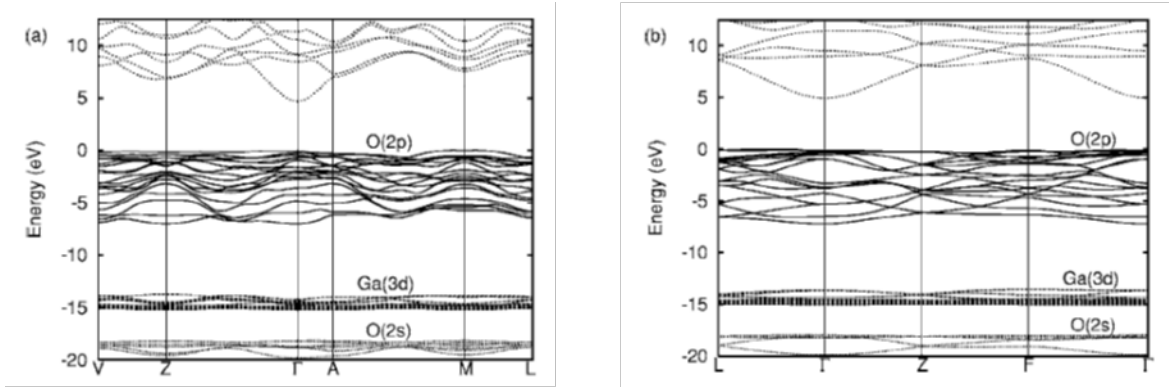 (a)
10
5
0
-5
-10
-15
-20
Energy (eV)
O(2p)
Ga(3d)
O(2s)
V Z Γ A M L
(b)
10
5
0
-5
-10
-15
-20
Energy (eV)
O(2p)
Ga(3d)
O(2s)
L Γ Z F Γ